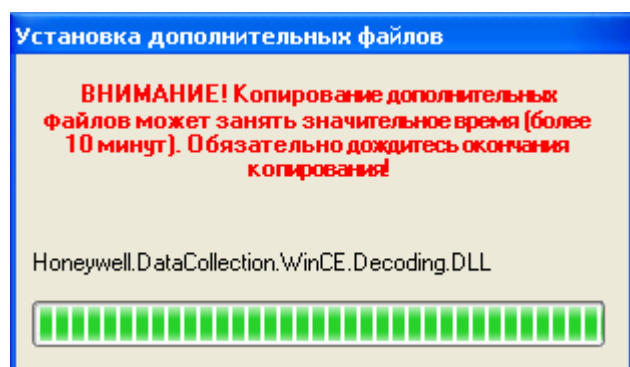 Установка дополнительных файлов
ВНИМАНИЕ! Копирование дополнительных
файлов может занять значительное время (более
10 минут). Обязательно дождитесь окончания
копирования!
Honeywell.DataCollection.WinCE.Decoding.DLL